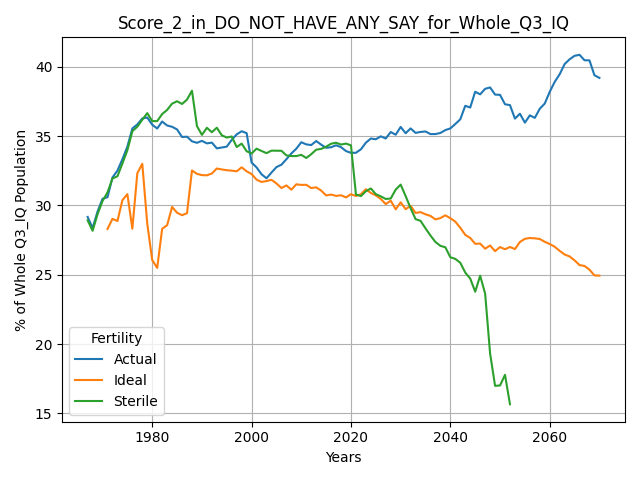 Score_2_in_DO_NOT_HAVE_ANY_SAY_for_Whole_Q3_IQ
% of Whole Q3_IQ Population
40
35
30
25
20
15
Fertility
Actual
Ideal
Sterile
1980 2000 2020 2040 2060
Years